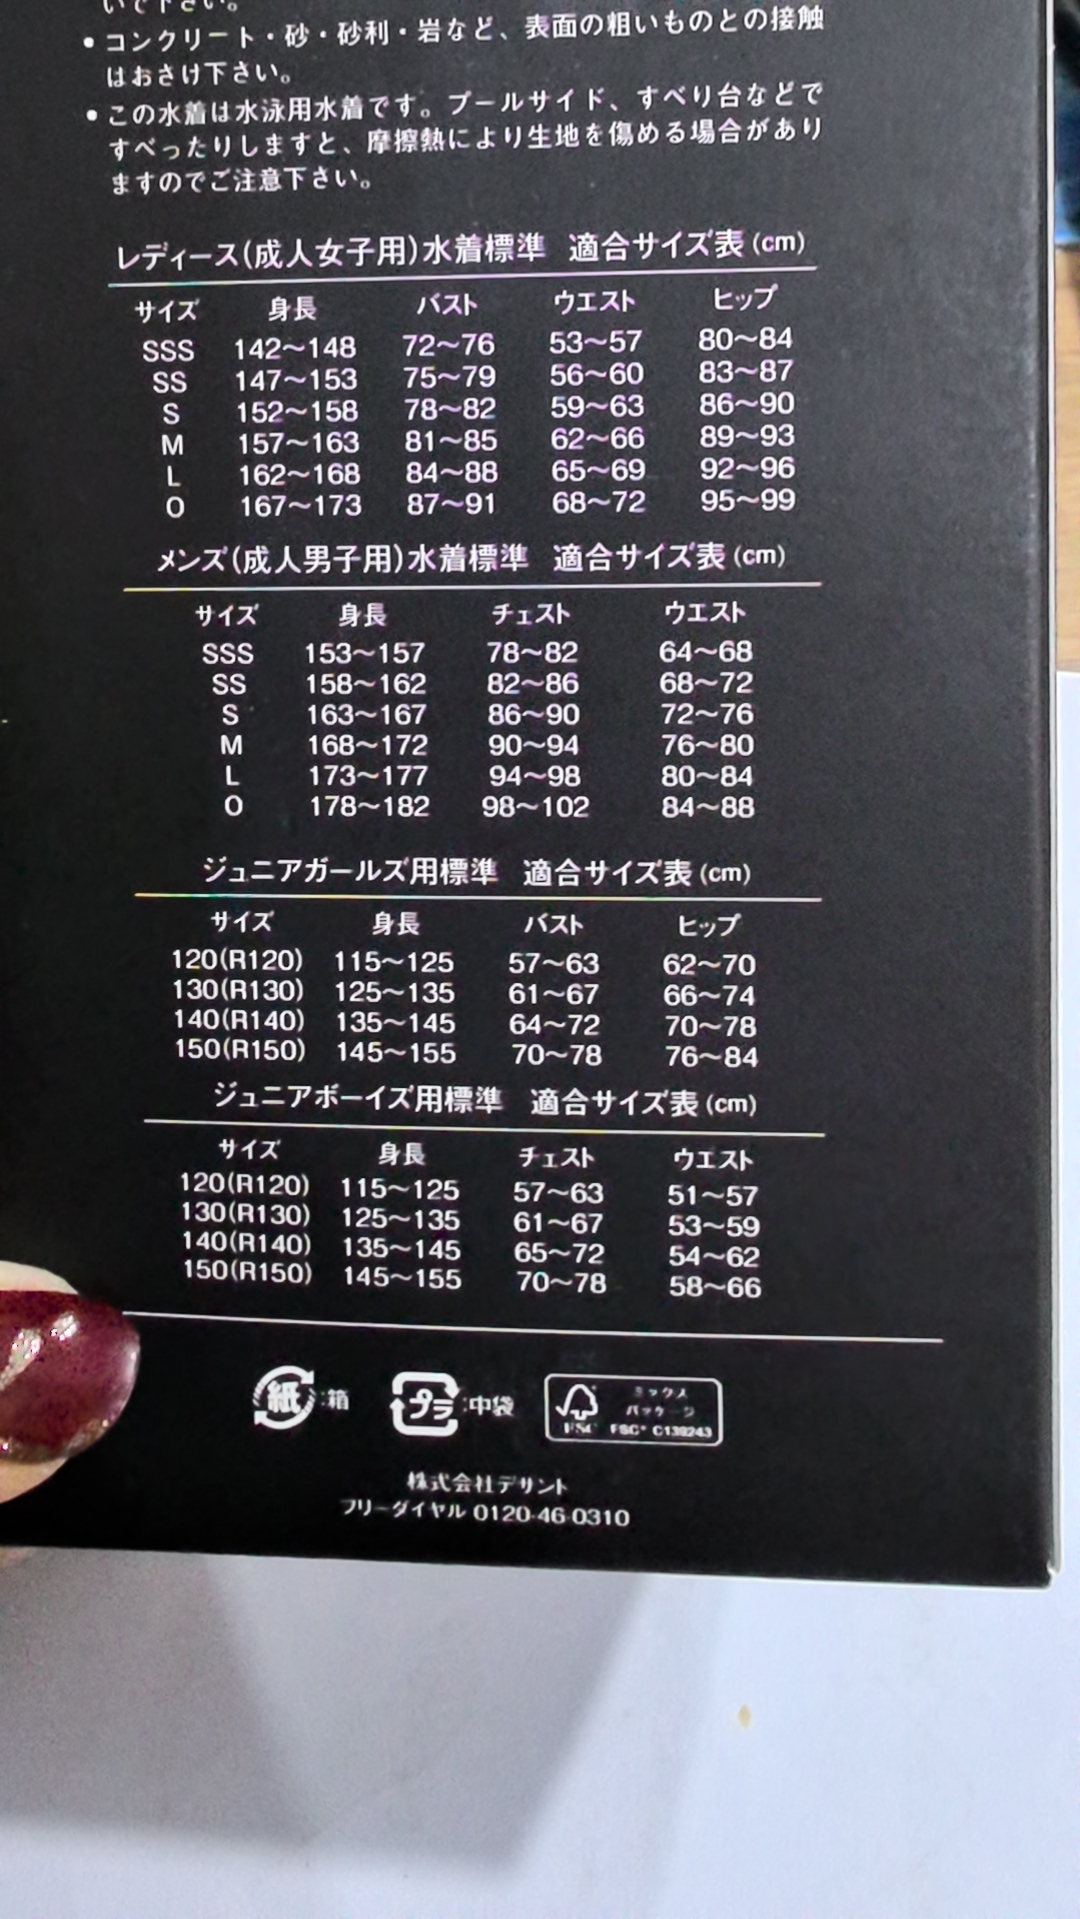 いで下さい。
• コンクリート・砂・砂利・岩など、表面の粗いものとの接触
はおさけ下さい。
• この水着は水泳用水着です。プールサイド、すべり台などで
すべったりしますと、摩擦熱により生地を傷める場合があり
ますのでご注意下さい。
レディース(成人女子用)水着標準 適合サイズ表(cm)
サイズ 身長 バスト ウエスト ヒップ
SSS 142〜148 72〜76 53〜57 80〜84
SS 147〜153 75〜79 56〜60 83〜87
S 152〜158 78〜82 59〜63 86〜90
M 157〜163 81〜85 62〜66 89〜93
L 162〜168 84〜88 65〜69 92〜96
O 167〜173 87〜91 68〜72 95〜99
メンズ(成人男子用)水着標準 適合サイズ表(cm)
サイズ 身長 チェスト ウエスト
SSS 153〜157 78〜82 64〜68
SS 158〜162 82〜86 68〜72
S 163〜167 86〜90 72〜76
M 168〜172 90〜94 76〜80
L 173〜177 94〜98 80〜84
O 178〜182 98〜102 84〜88
ジュニアガールズ用標準 適合サイズ表(cm)
サイズ 身長 バスト ヒップ
120(R120) 115〜125 57〜63 62〜70
130(R130) 125〜135 61〜67 66〜74
140(R140) 135〜145 64〜72 70〜78
150(R150) 145〜155 70〜78 76〜84
ジュニアボーイズ用標準 適合サイズ表(cm)
サイズ 身長 チェスト ウエスト
120(R120) 115〜125 57〜63 51〜57
130(R130) 125〜135 61〜67 53〜59
140(R140) 135〜145 65〜72 54〜62
150(R150) 145〜155 70〜78 58〜66
紙:箱 プラ:中袋 FSC
ミックス
パッケージ
FSC® C139243
株式会社デサント
フリーダイヤル 0120-46-0310